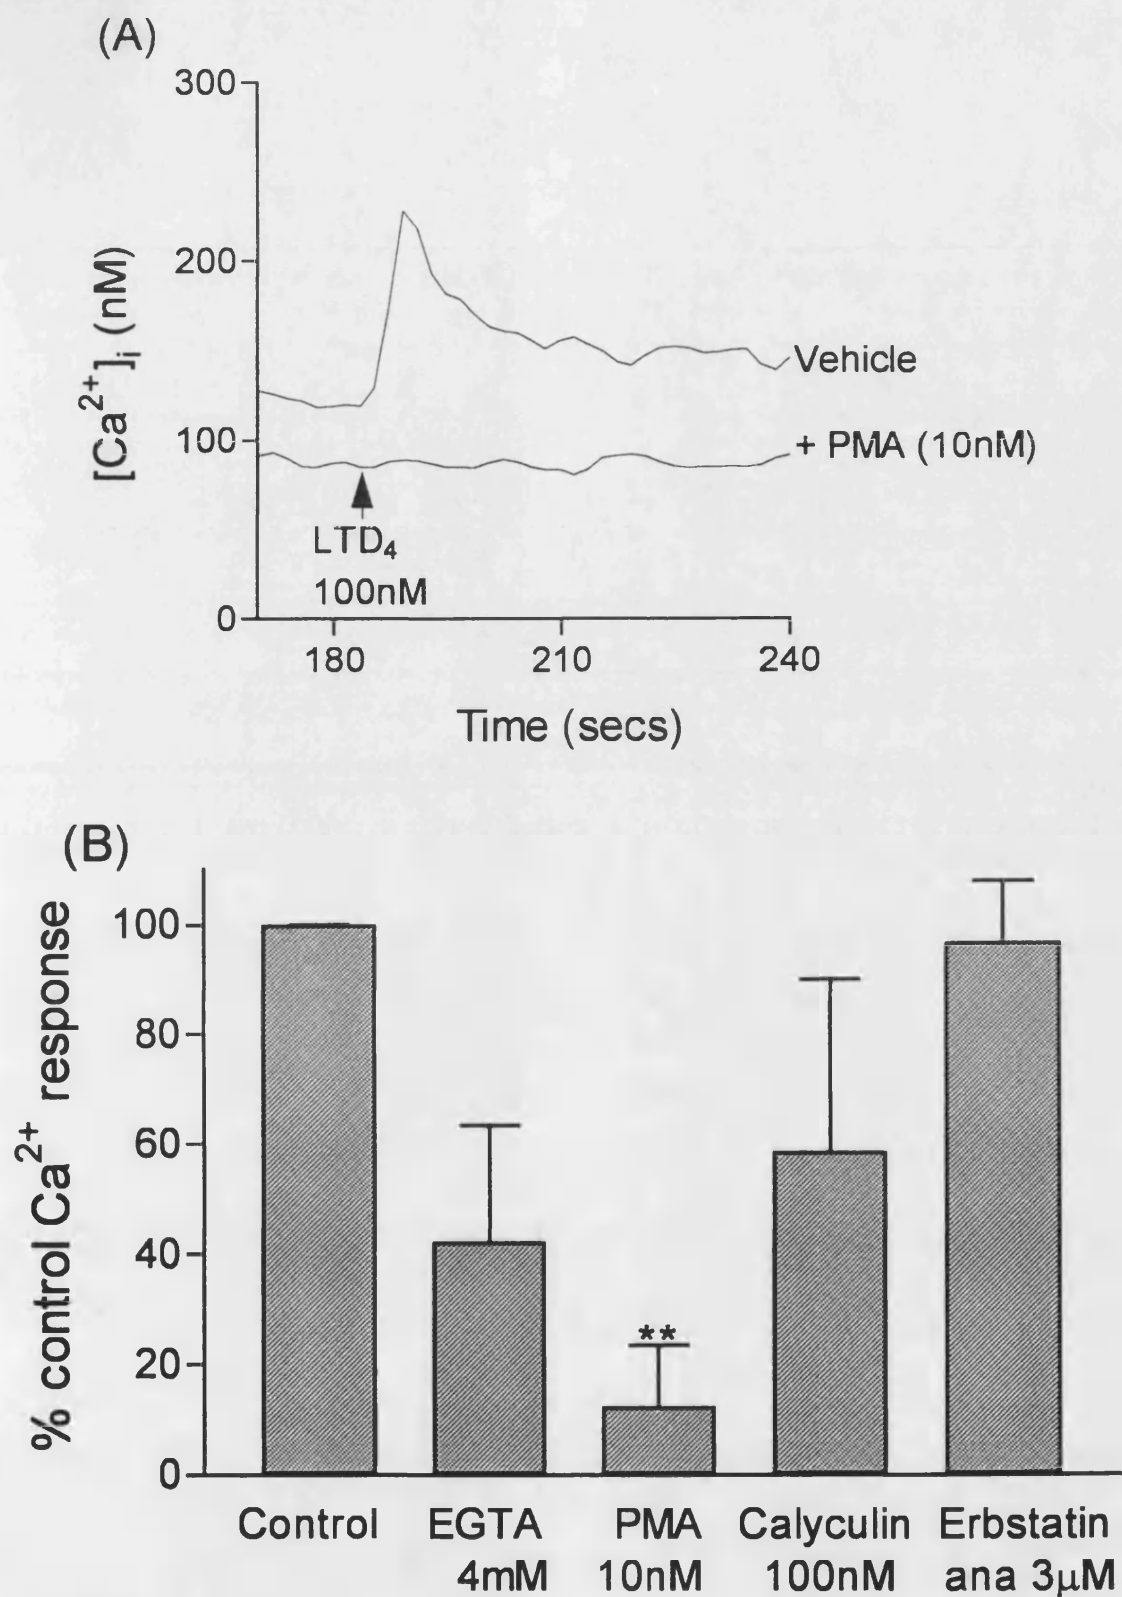 (A)
300
200
100
0
[Ca²⁺]ᵢ (nM)
Vehicle
+ PMA (10nM)
LTD₄
100nM
180 210 240
Time (secs)
(B)
100
80
60
40
20
0
% control Ca²⁺ response
**
Control EGTA PMA Calyculin Erbstatin
4mM 10nM 100nM ana 3µM